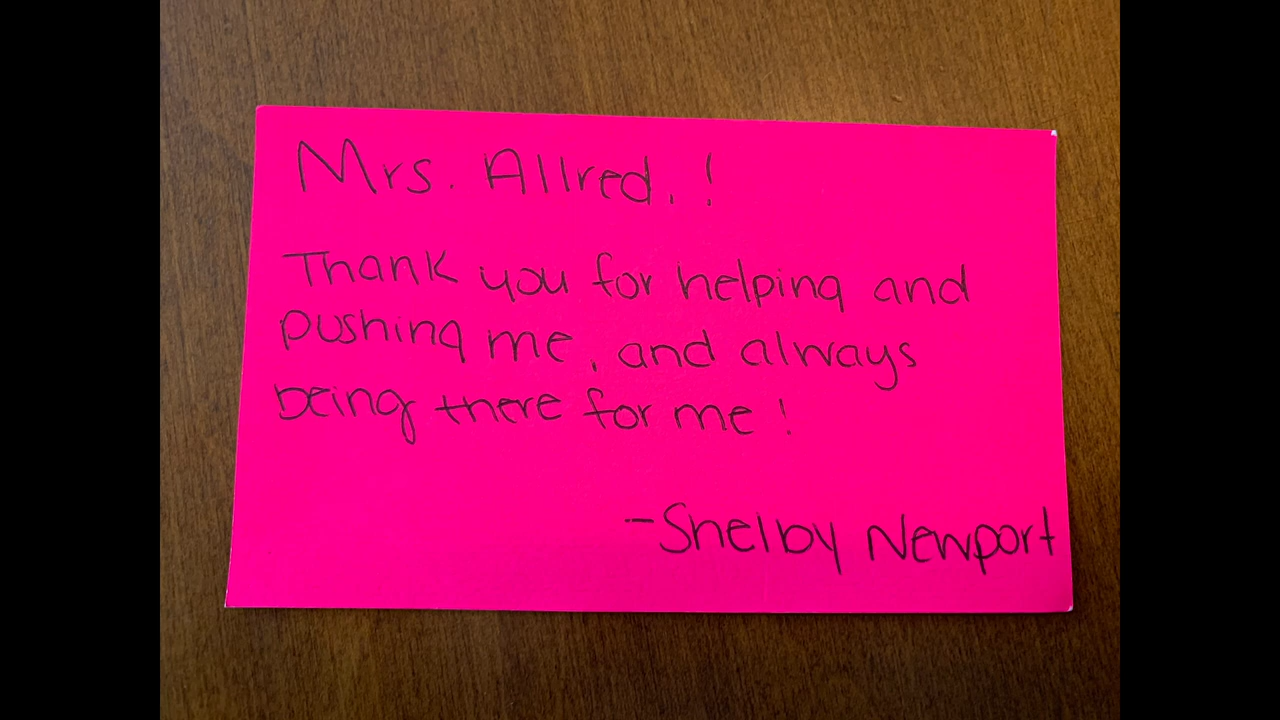 Mrs. Allred. !
Thank you for helping and
pushing me, and always
being there for me!
-Shelby Newport